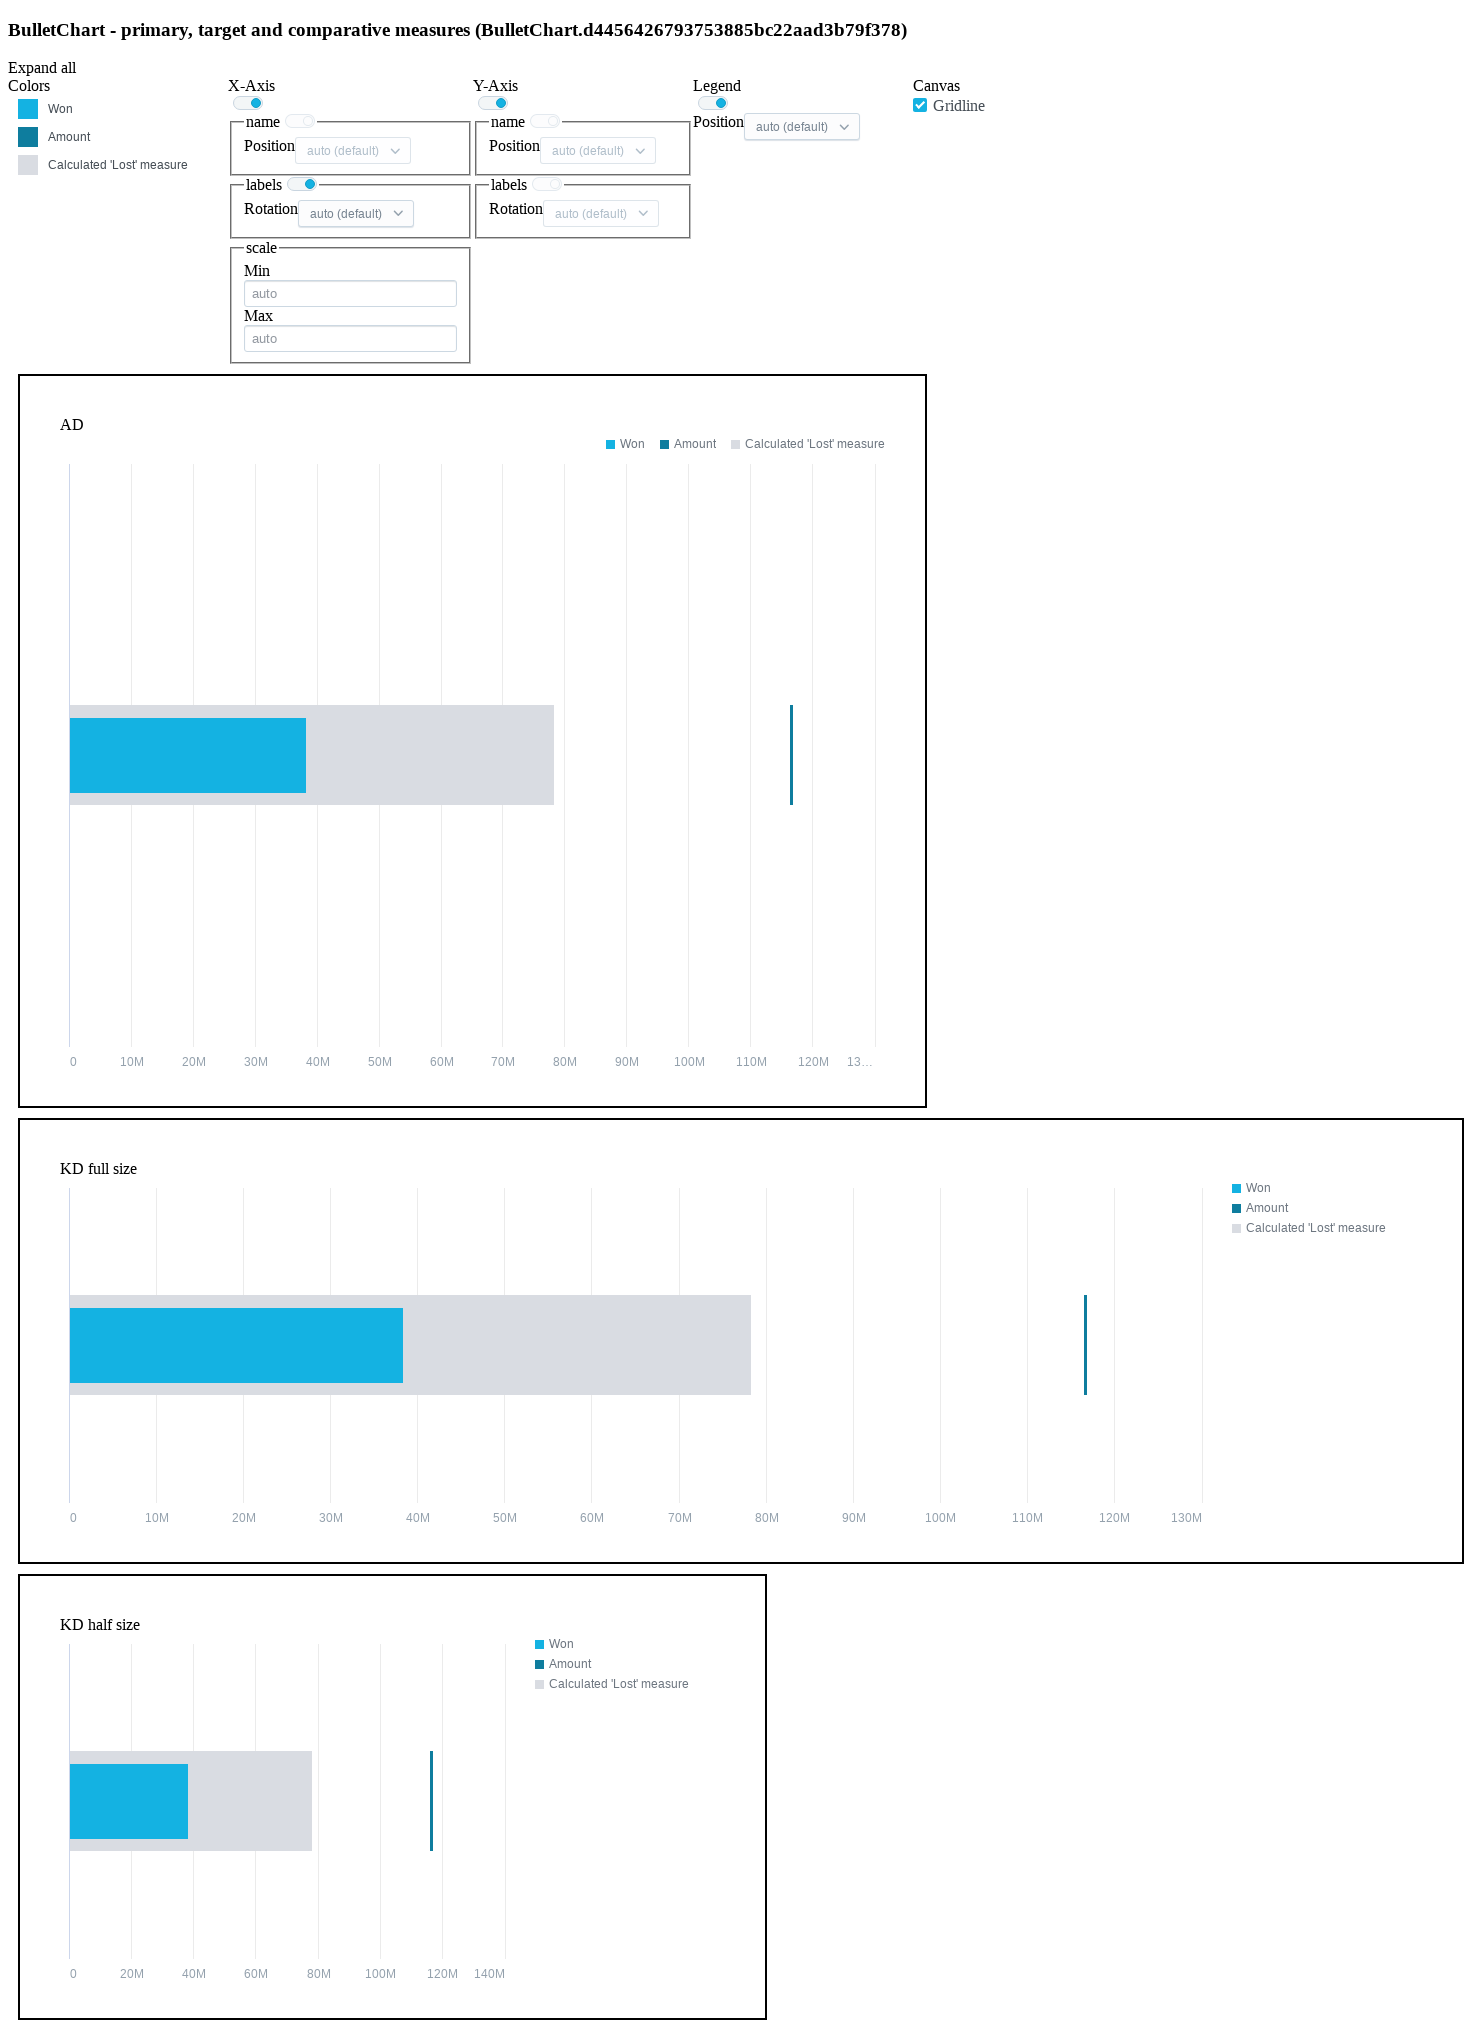 BulletChart - primary, target and comparative measures (BulletChart.d4456426793753885bc22aad3b79f378)
Expand all
Colors
Won
Amount
Calculated 'Lost' measure
X-Axis
name
Position auto (default)
labels
Rotation auto (default)
scale
Min
auto
Max
auto
Y-Axis
name
Position auto (default)
labels
Rotation auto (default)
Legend
Position auto (default)
Canvas
Gridline
AD
Won Amount Calculated 'Lost' measure
0 10M 20M 30M 40M 50M 60M 70M 80M 90M 100M 110M 120M 13…
KD full size
Won
Amount
Calculated 'Lost' measure
0 10M 20M 30M 40M 50M 60M 70M 80M 90M 100M 110M 120M 130M
KD half size
Won
Amount
Calculated 'Lost' measure
0 20M 40M 60M 80M 100M 120M 140M